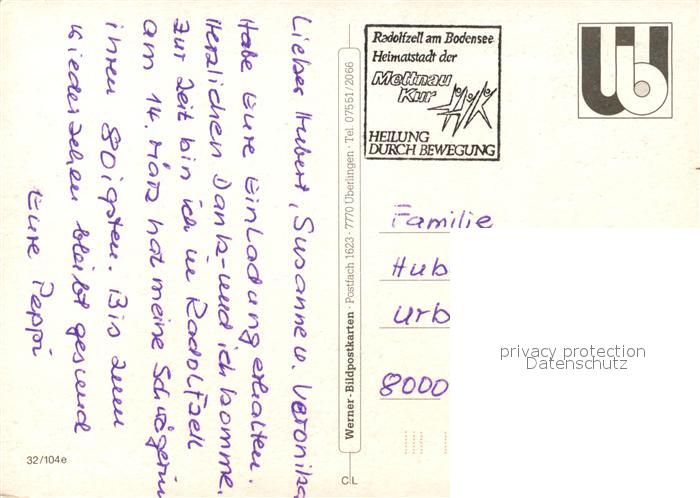 Lieber Hubert, Susanne u. Veronika
Habe Eure Einladung erhalten.
Herzlichen Dank - und ich komme.
Zur Zeit bin ich in Radolfzell
am 14. März hat meine Schwägerin
ihren 80igsten. Bis zum
Wiedersehen bleibt gesund
Eure Peppi
32/104e
Werner-Bildpostkarten · Postfach 1623 · 7770 Überlingen · Tel. 07551/2066
CL
Radolfzell am Bodensee
Heimatstadt der
Mettnau
Kur
HEILUNG
DURCH BEWEGUNG
Familie
Hub
Urb
8000
privacy protection
Datenschutz